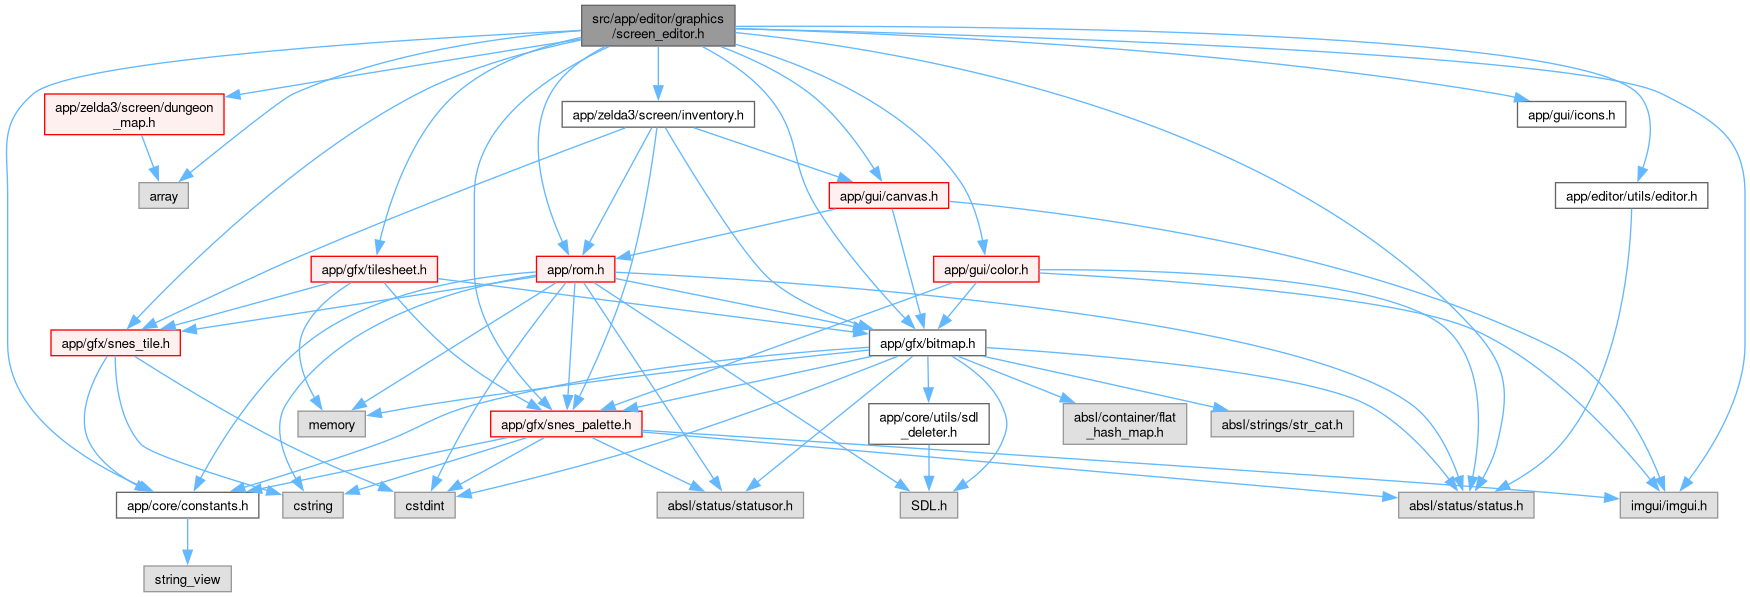 src/app/editor/graphics
/screen_editor.h
app/zelda3/screen/dungeon
_map.h
app/zelda3/screen/inventory.h
app/gui/icons.h
array
app/gui/canvas.h
app/editor/utils/editor.h
app/gfx/tilesheet.h
app/rom.h
app/gui/color.h
app/gfx/snes_tile.h
app/gfx/bitmap.h
memory
app/gfx/snes_palette.h
app/core/utils/sdl
_deleter.h
absl/container/flat
_hash_map.h
absl/strings/str_cat.h
app/core/constants.h
cstring
cstdint
absl/status/statusor.h
SDL.h
absl/status/status.h
imgui/imgui.h
string_view